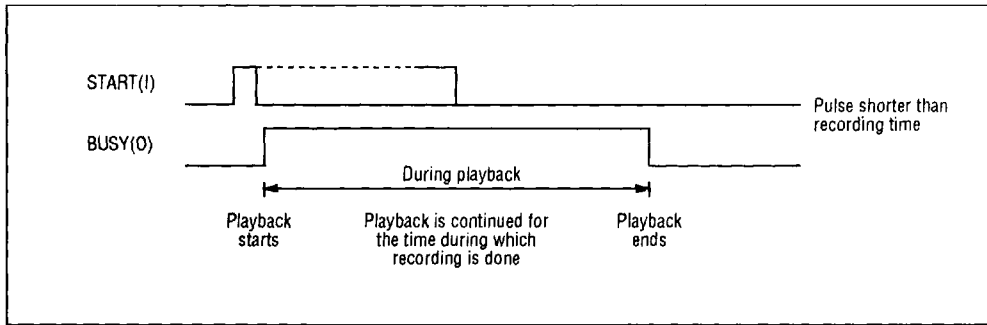 START(I)
Pulse shorter than
recording time
BUSY(O)
During playback
Playback
starts
Playback is continued for
the time during which
recording is done
Playback
ends